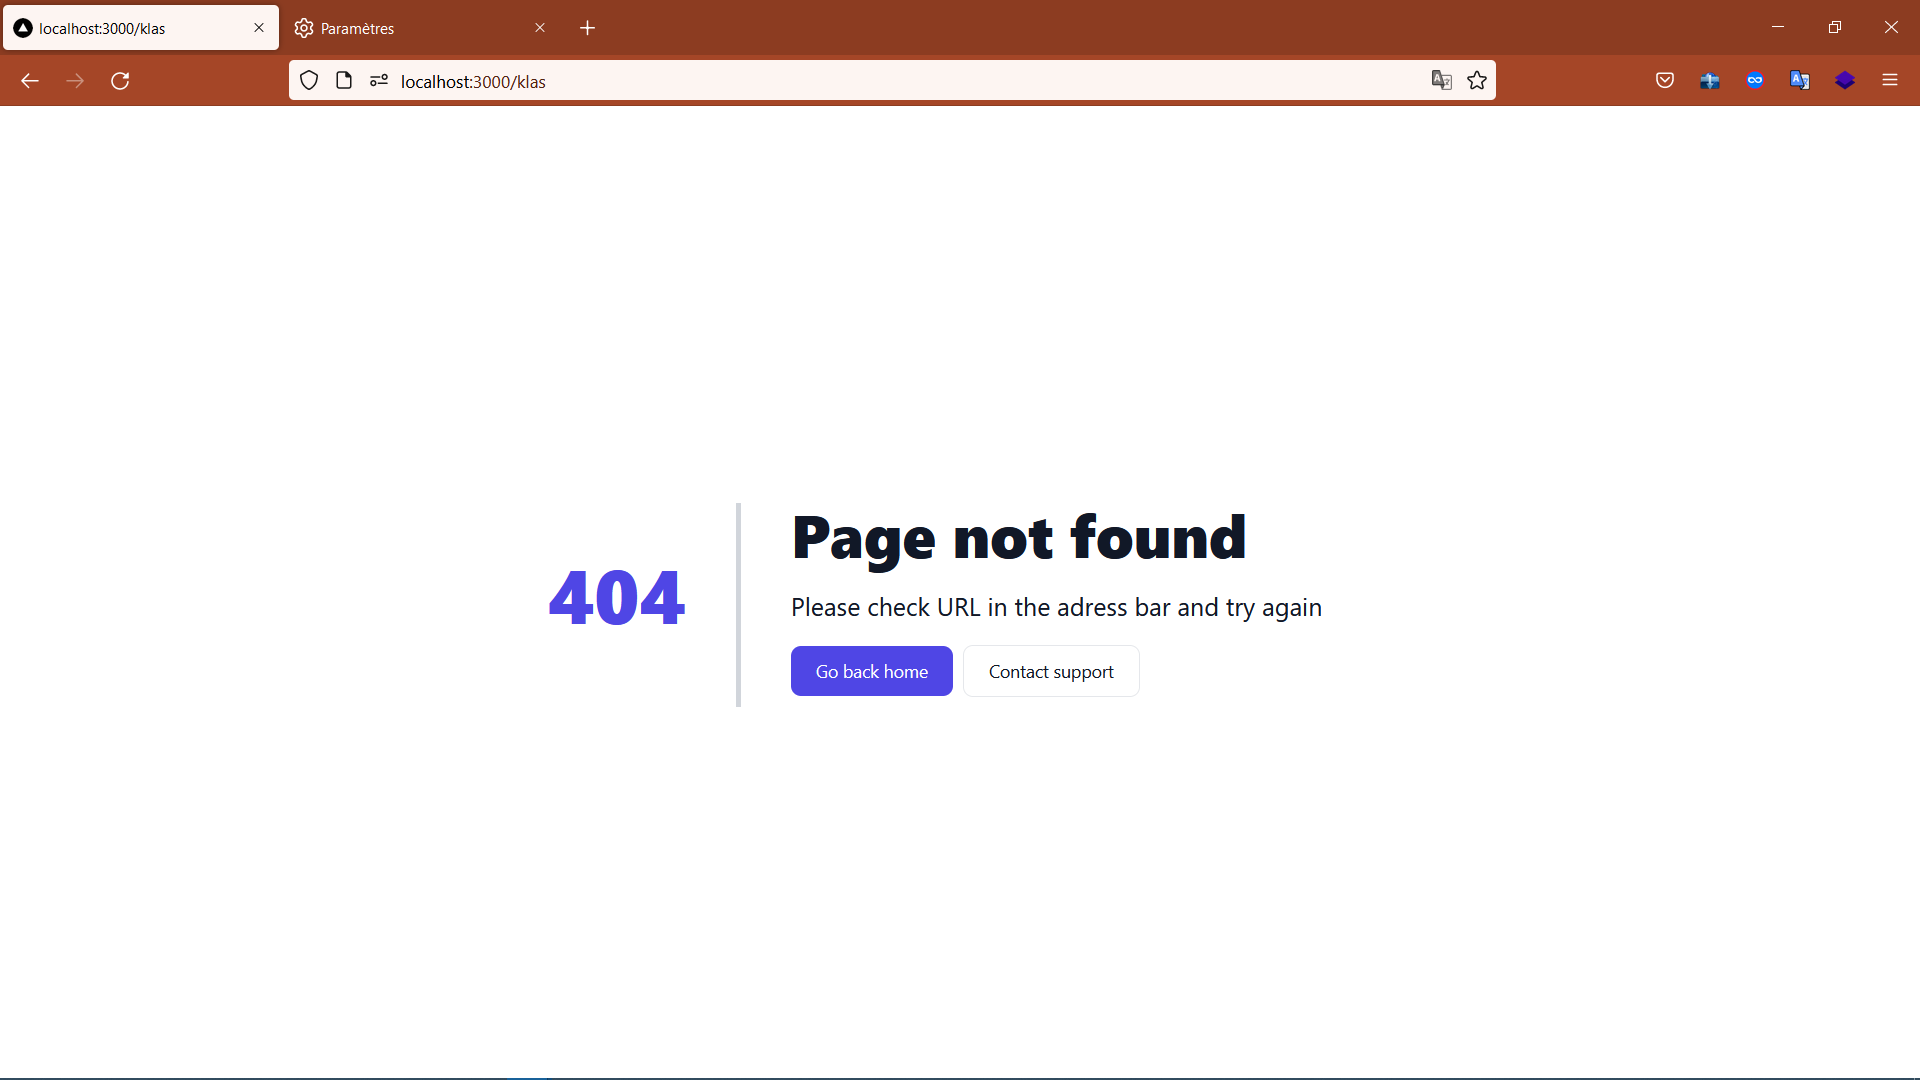 localhost:3000/klas
Paramètres
localhost:3000/klas
404
Page not found
Please check URL in the adress bar and try again
Go back home
Contact support